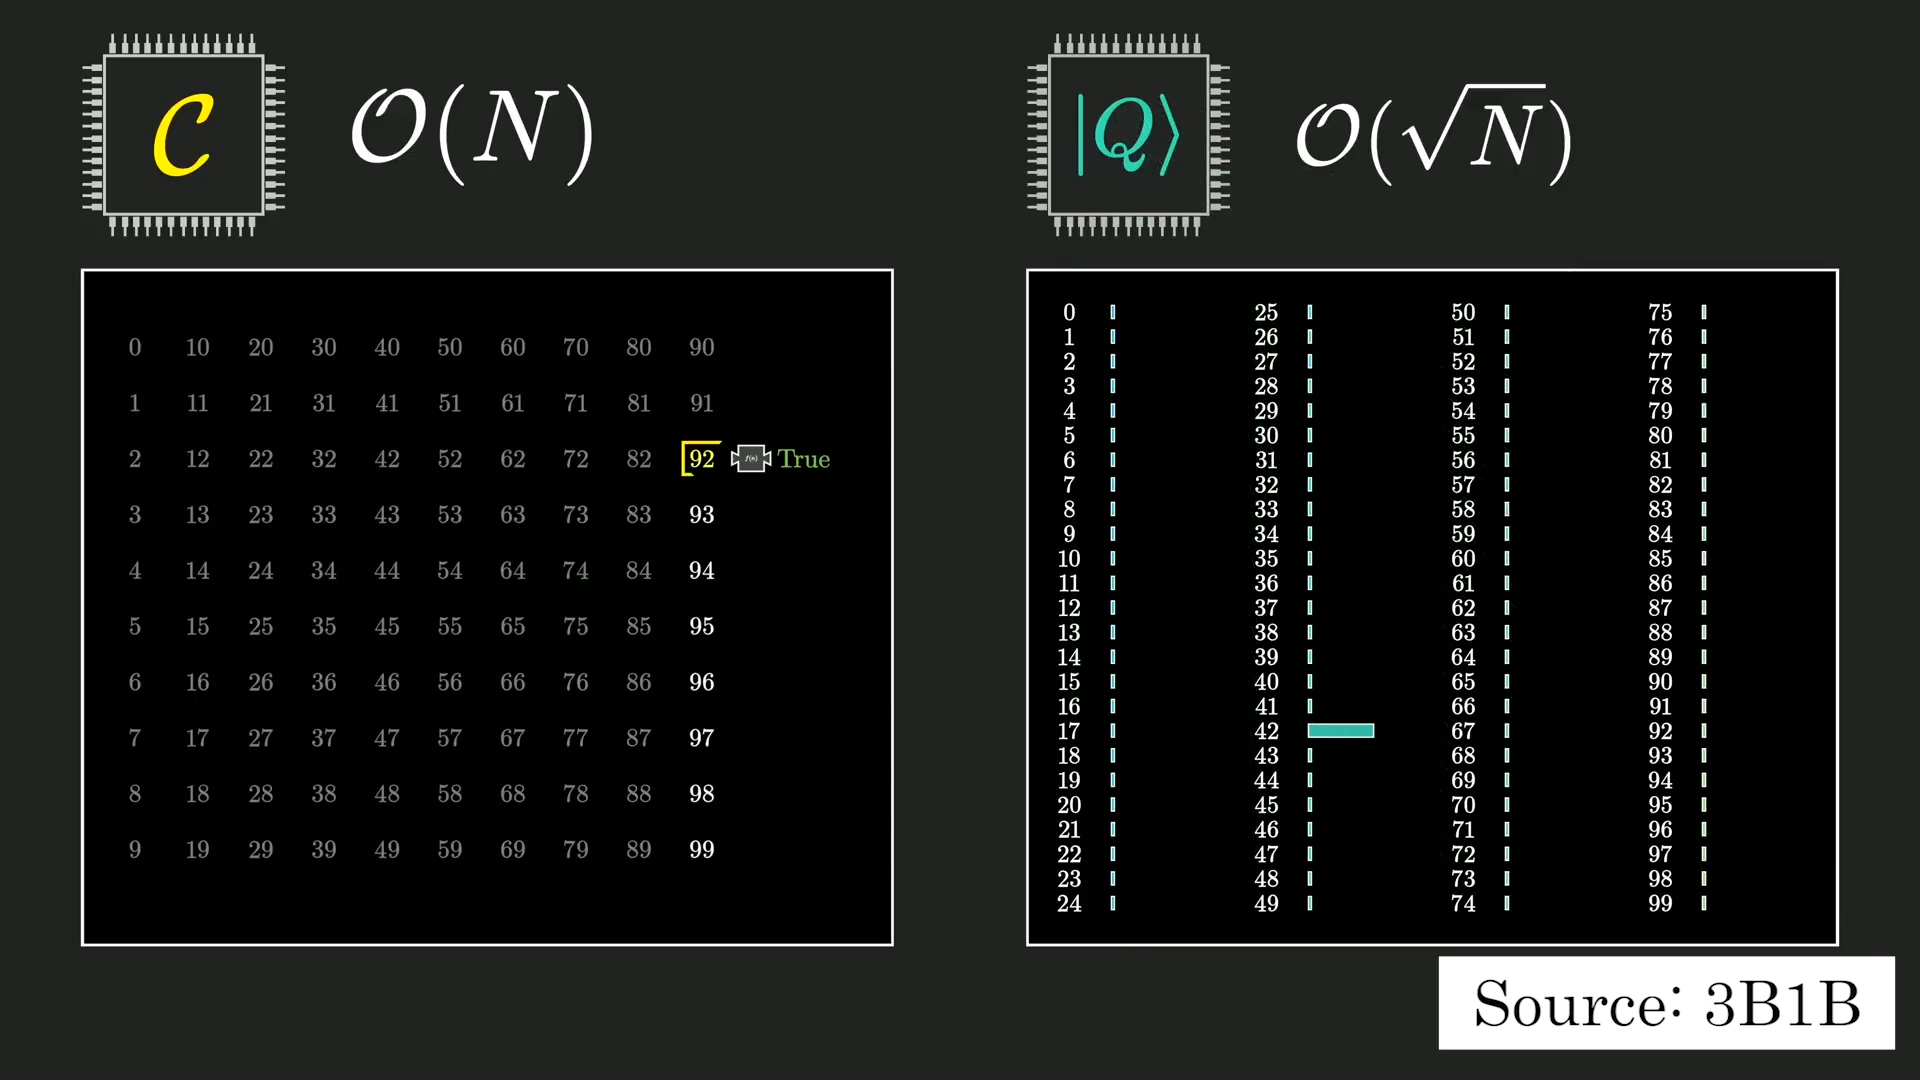 C O(N)
|Q⟩ O(√N)
0 10 20 30 40 50 60 70 80 90
1 11 21 31 41 51 61 71 81 91
2 12 22 32 42 52 62 72 82 92 f(n) True
3 13 23 33 43 53 63 73 83 93
4 14 24 34 44 54 64 74 84 94
5 15 25 35 45 55 65 75 85 95
6 16 26 36 46 56 66 76 86 96
7 17 27 37 47 57 67 77 87 97
8 18 28 38 48 58 68 78 88 98
9 19 29 39 49 59 69 79 89 99
0 25 50 75
1 26 51 76
2 27 52 77
3 28 53 78
4 29 54 79
5 30 55 80
6 31 56 81
7 32 57 82
8 33 58 83
9 34 59 84
10 35 60 85
11 36 61 86
12 37 62 87
13 38 63 88
14 39 64 89
15 40 65 90
16 41 66 91
17 42 67 92
18 43 68 93
19 44 69 94
20 45 70 95
21 46 71 96
22 47 72 97
23 48 73 98
24 49 74 99
Source: 3B1B